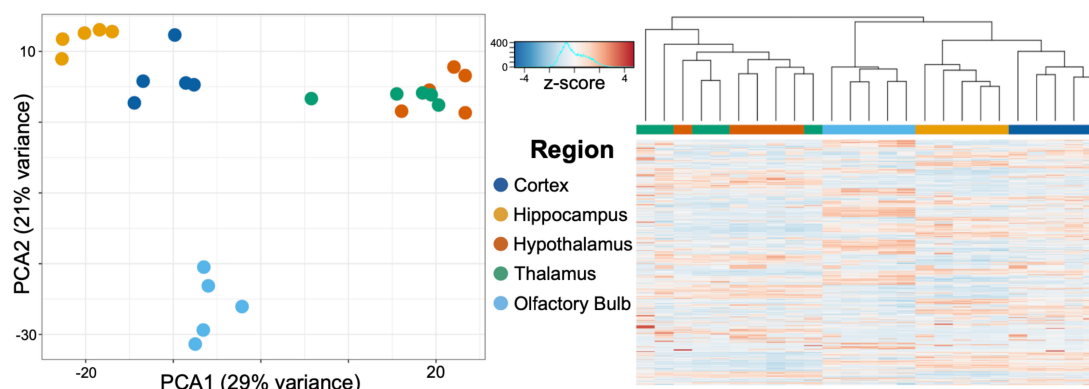 PCA2 (21% variance)
10
-30
-20
0
20
PCA1 (29% variance)
400
0
-4
0
4
z-score
Region
Cortex
Hippocampus
Hypothalamus
Thalamus
Olfactory Bulb